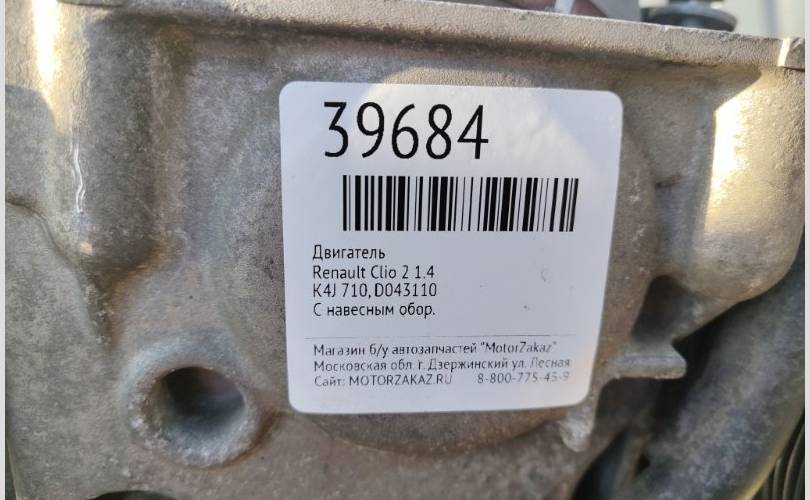 39684
Двигатель
Renault Clio 2 1.4
K4J 710, D043110
С навесным обор.
Магазин б/у автозапчастей "MotorZakaz"
Московская обл. г. Дзержинский ул. Лесная
Сайт: MOTORZAKAZ.RU 8-800-775-45-9